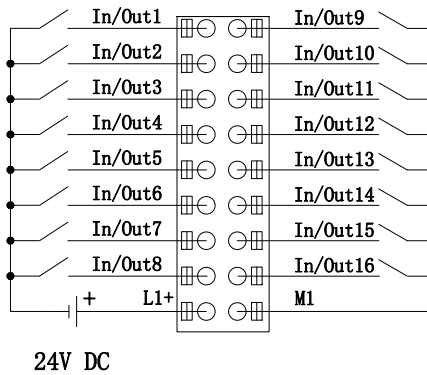 In/Out1 In/Out9
In/Out2 In/Out10
In/Out3 In/Out11
In/Out4 In/Out12
In/Out5 In/Out13
In/Out6 In/Out14
In/Out7 In/Out15
In/Out8 In/Out16
+ L1+ M1
24V DC